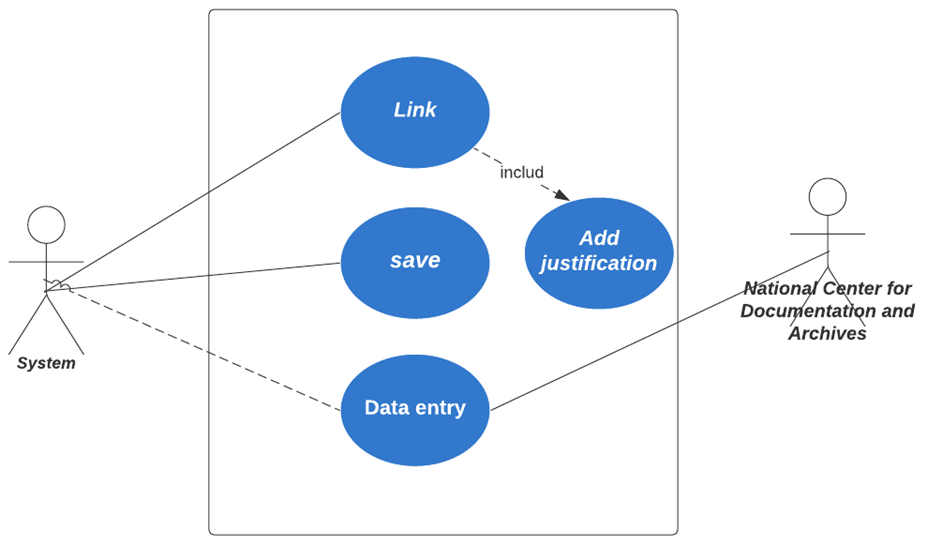 Link
includ
Add
justification
save
Data entry
System
National Center for
Documentation and
Archives